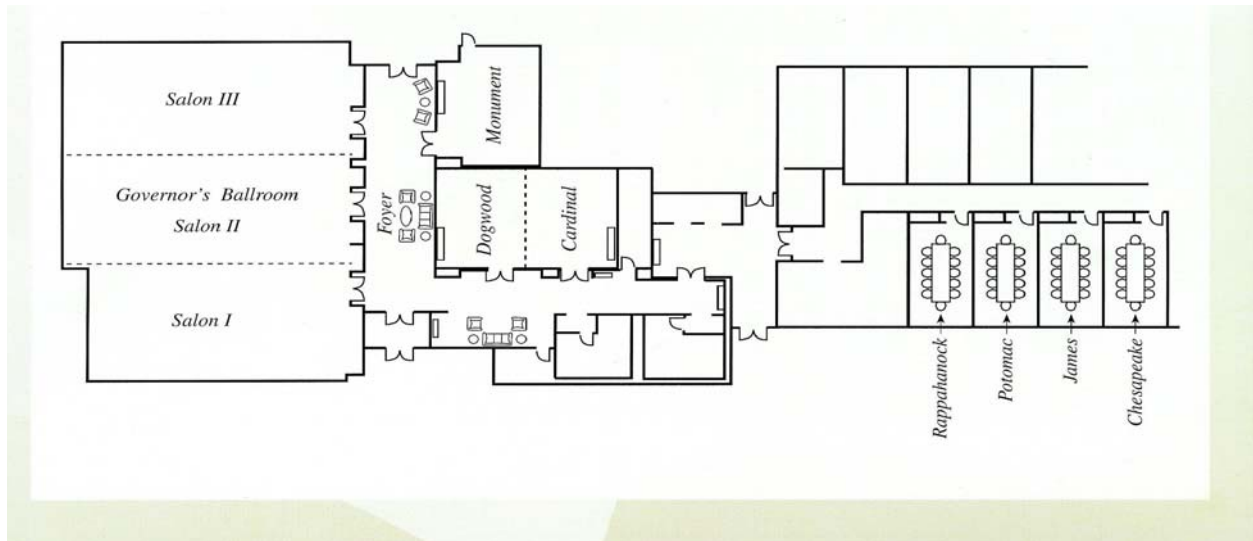 Salon III
Governor's Ballroom
Salon II
Salon I
Foyer
Monument
Dogwood
Cardinal
Rappahanock
Potomac
James
Chesapeake